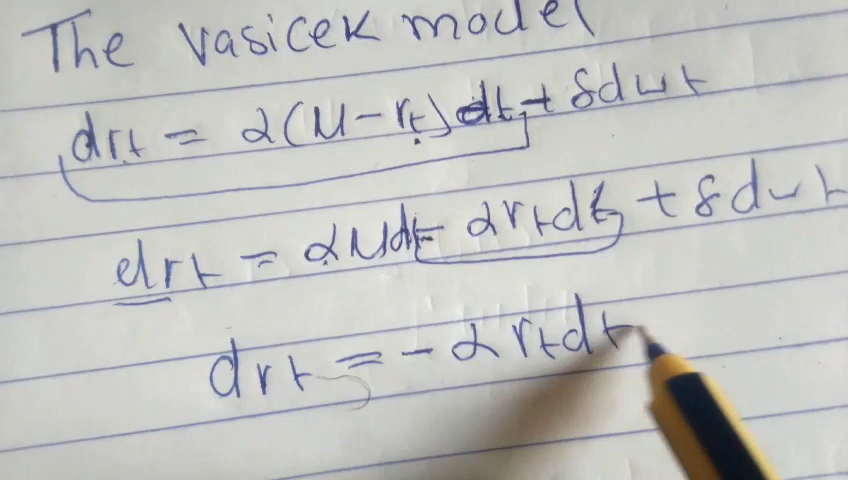 The vasicek model
drt = α(μ - rt) dt + δdwt
drt = αμdt - αrtdt + δdwt
drt = - αrtdt